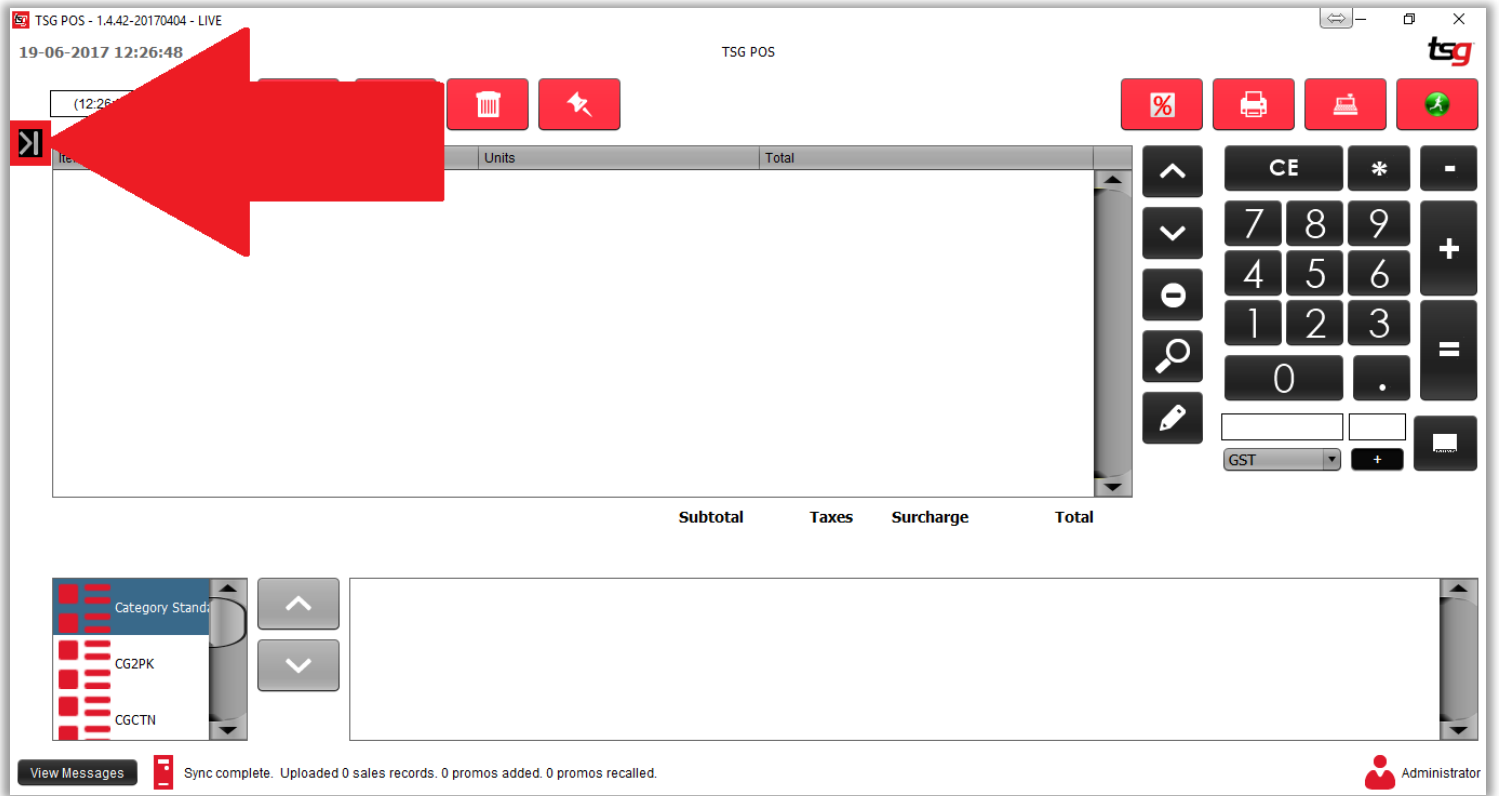 TSG POS - 1.4.42-20170404 - LIVE
19-06-2017 12:26:48
TSG POS
tsg
%
Units Total
CE * -
7 8 9 +
4 5 6
1 2 3 =
0 .
GST +
Subtotal Taxes Surcharge Total
Category Standa
CG2PK
CGCTN
View Messages Sync complete. Uploaded 0 sales records. 0 promos added. 0 promos recalled. Administrator